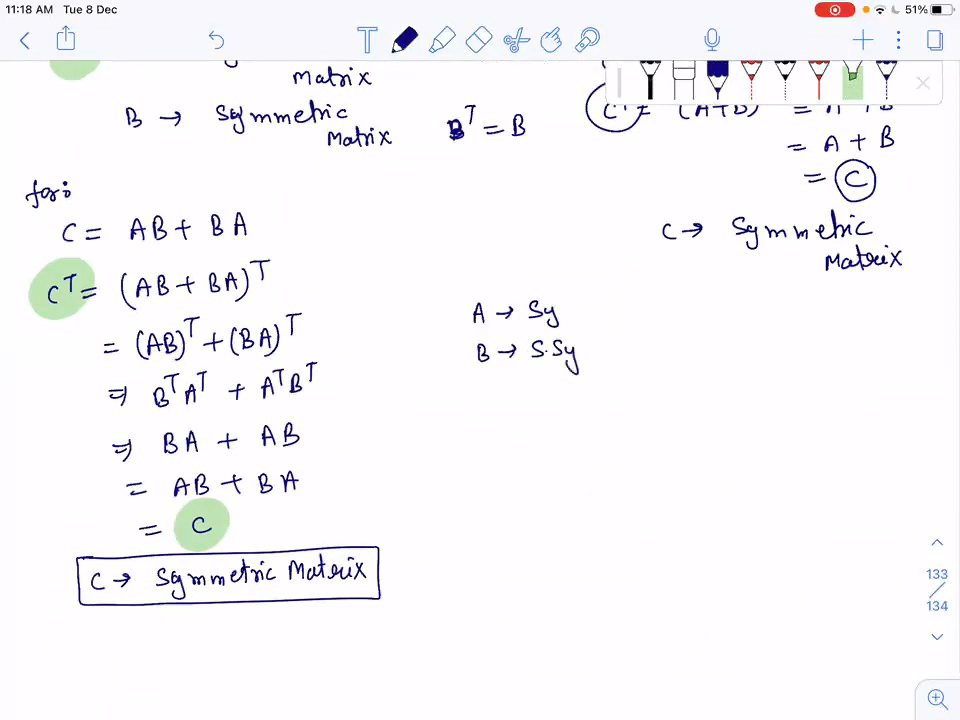 11:18 AM Tue 8 Dec
51%
Matrix
B → Symmetric
Matrix
B^T = B
= A + B
= C
C → Symmetric
Matrix
for:
C = AB + BA
C^T = (AB + BA)^T
= (AB)^T + (BA)^T
⇒ B^T A^T + A^T B^T
⇒ BA + AB
= AB + BA
= C
C → Symmetric Matrix
A → Sy
B → S.Sy
133
/
134